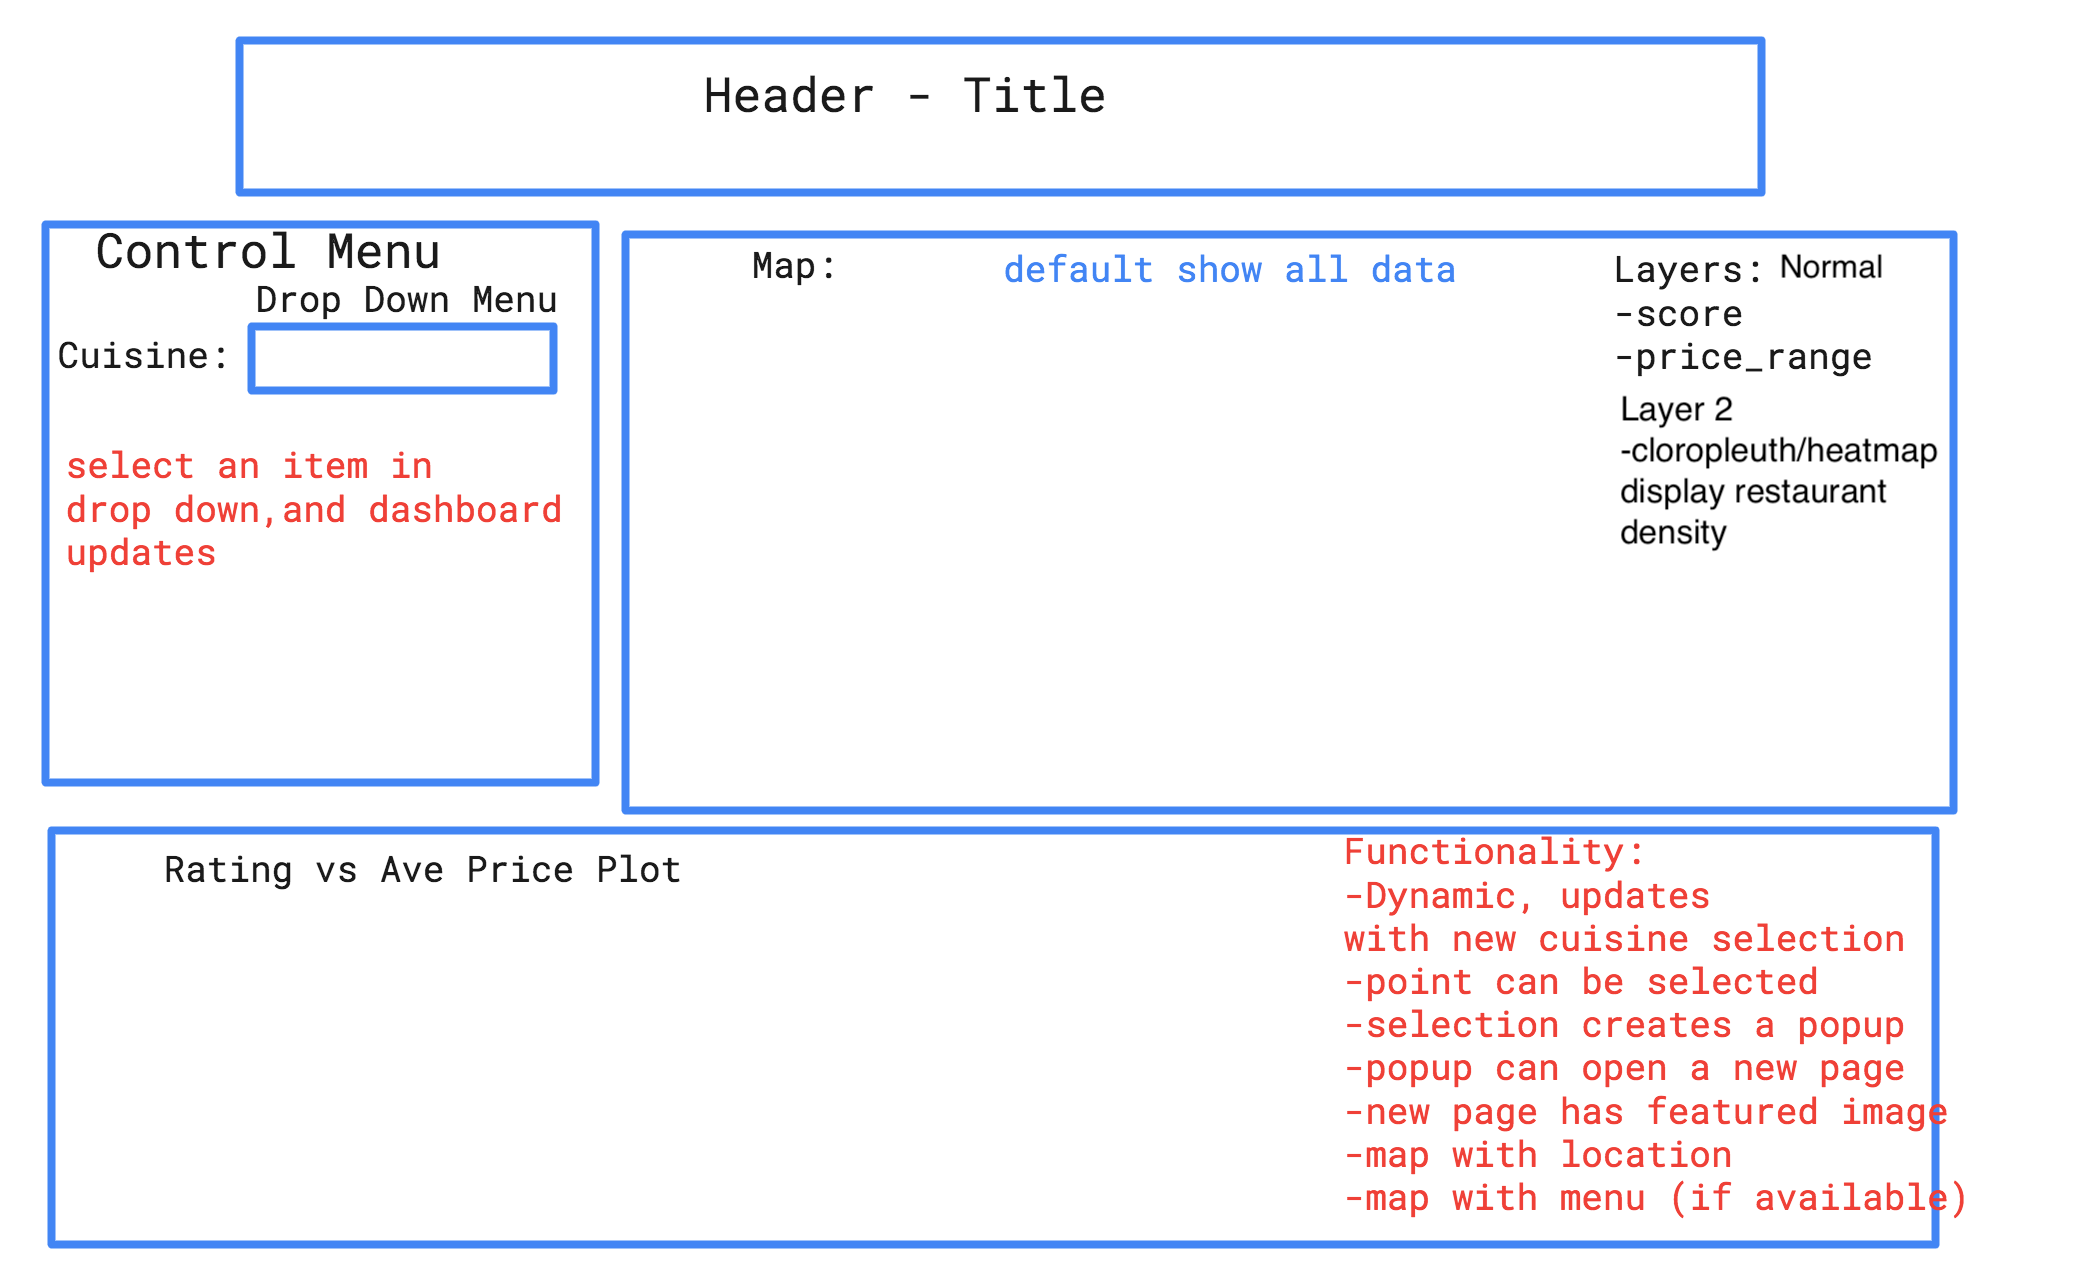 Header - Title
Control Menu
Drop Down Menu
Cuisine:
select an item in
drop down,and dashboard
updates
Map:
default show all data
Layers: Normal
-score
-price_range
Layer 2
-cloropleuth/heatmap
display restaurant
density
Rating vs Ave Price Plot
Functionality:
-Dynamic, updates
with new cuisine selection
-point can be selected
-selection creates a popup
-popup can open a new page
-new page has featured image
-map with location
-map with menu (if available)